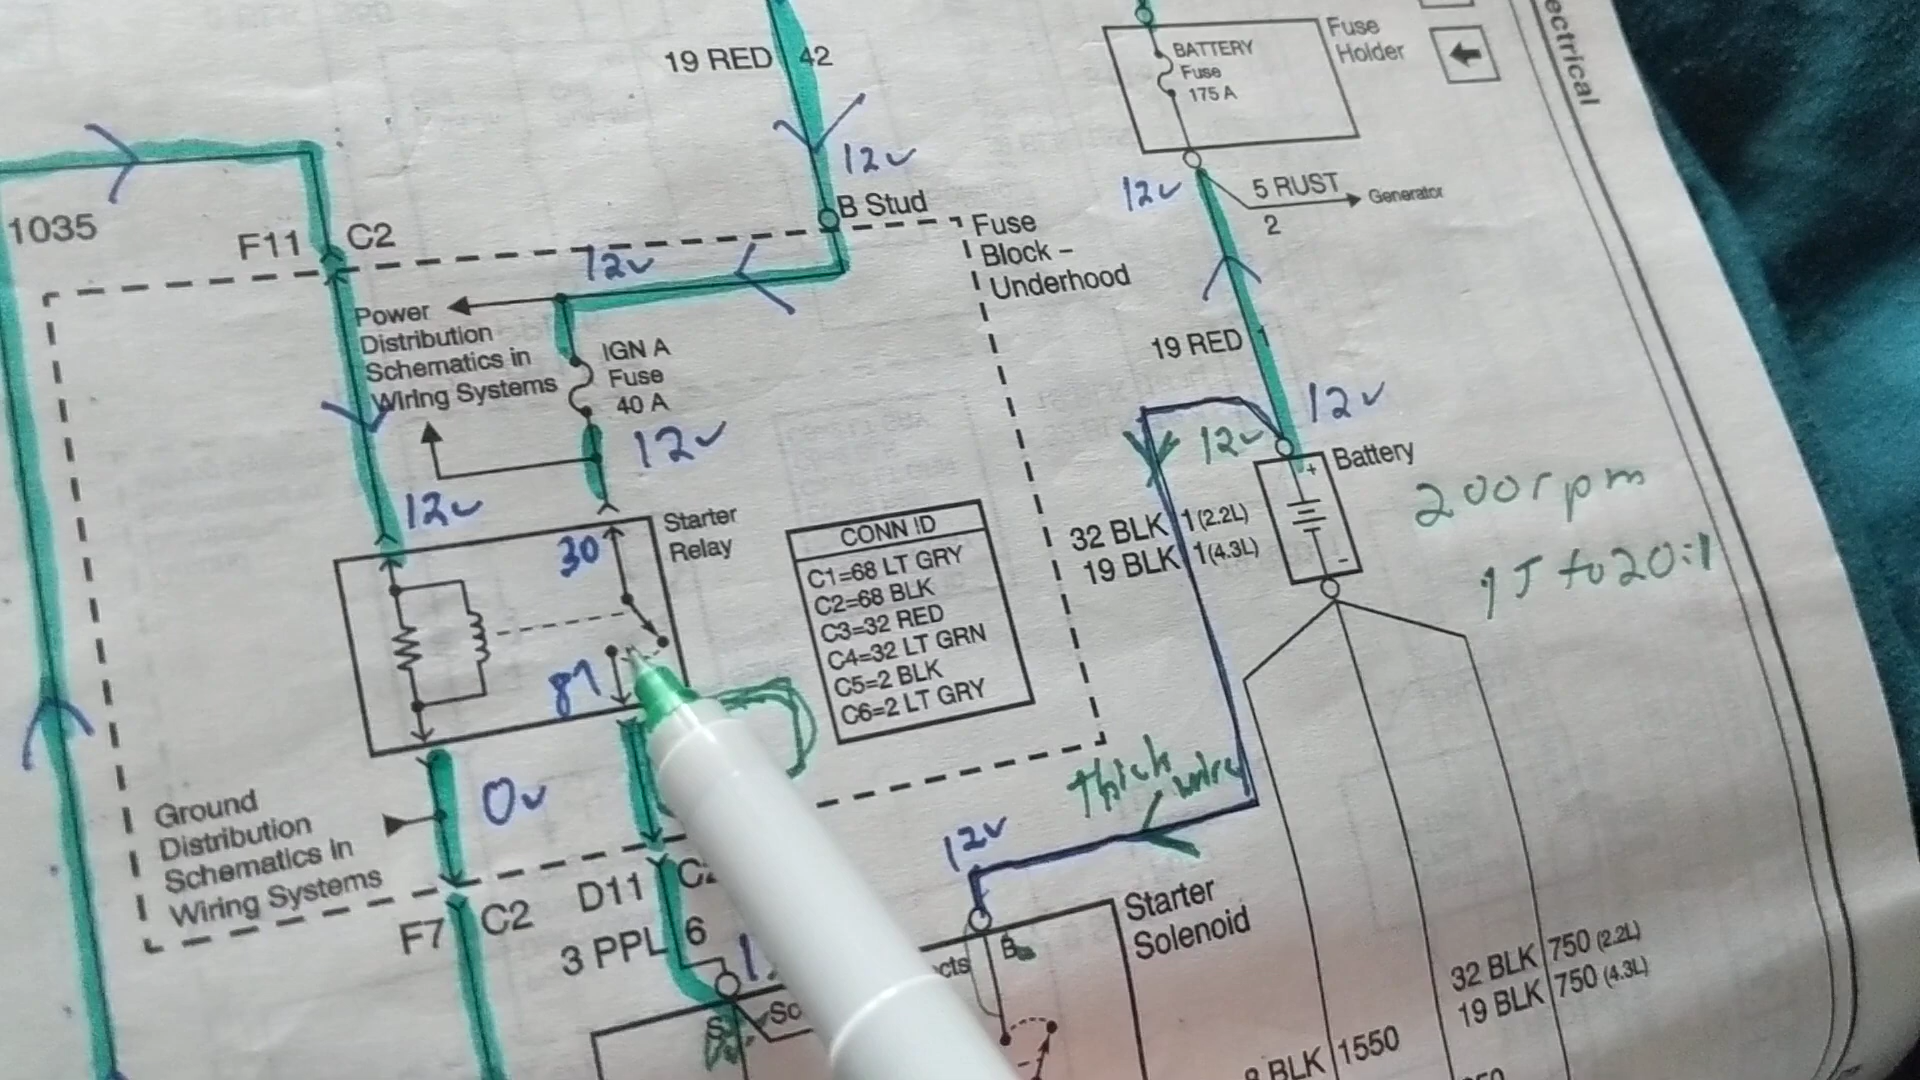 ectrical
19 RED
42
BATTERY
Fuse
175 A
Fuse
Holder
12v
B Stud
12v
5 RUST
Generator
2
1035
F11
C2
12v
Fuse
Block –
Underhood
Power
Distribution
Schematics in
Wiring Systems
IGN A
Fuse
40 A
12v
19 RED
1
12v
12v
+
Battery
-
200rpm
12v
30
Starter
Relay
87
CONN ID
C1=68 LT GRY
C2=68 BLK
C3=32 RED
C4=32 LT GRN
C5=2 BLK
C6=2 LT GRY
32 BLK
1 (2.2L)
19 BLK
1 (4.3L)
Ground
Distribution
Schematics in
Wiring Systems
0v
thick wire
12v
F7
C2
D11
3 PPL
6
Starter
Solenoid
B
S
32 BLK
750 (2.2L)
19 BLK
750 (4.3L)
8 BLK
1550